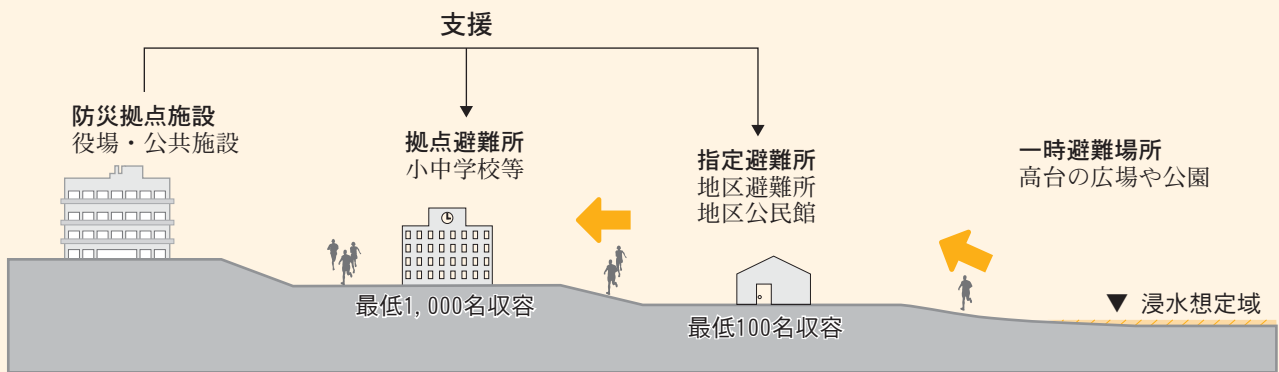 支援
防災拠点施設
役場・公共施設
拠点避難所
小中学校等
指定避難所
地区避難所
地区公民館
一時避難場所
高台の広場や公園
最低1,000名収容
最低100名収容
▼ 浸水想定域